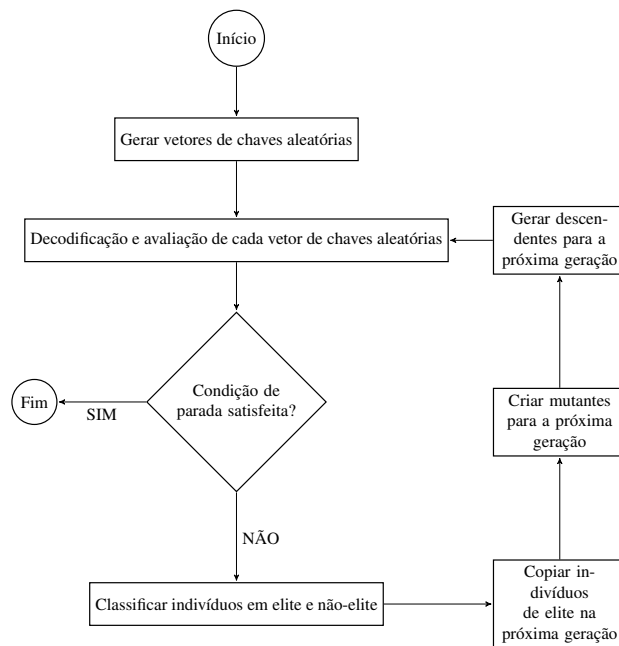 Início
Gerar vetores de chaves aleatórias
Decodificação e avaliação de cada vetor de chaves aleatórias
Gerar descen-
dentes para a
próxima geração
Condição de
parada satisfeita?
Fim
SIM
Criar mutantes
para a próxima
geração
NÃO
Classificar indivíduos em elite e não-elite
Copiar in-
divíduos
de elite na
próxima geração